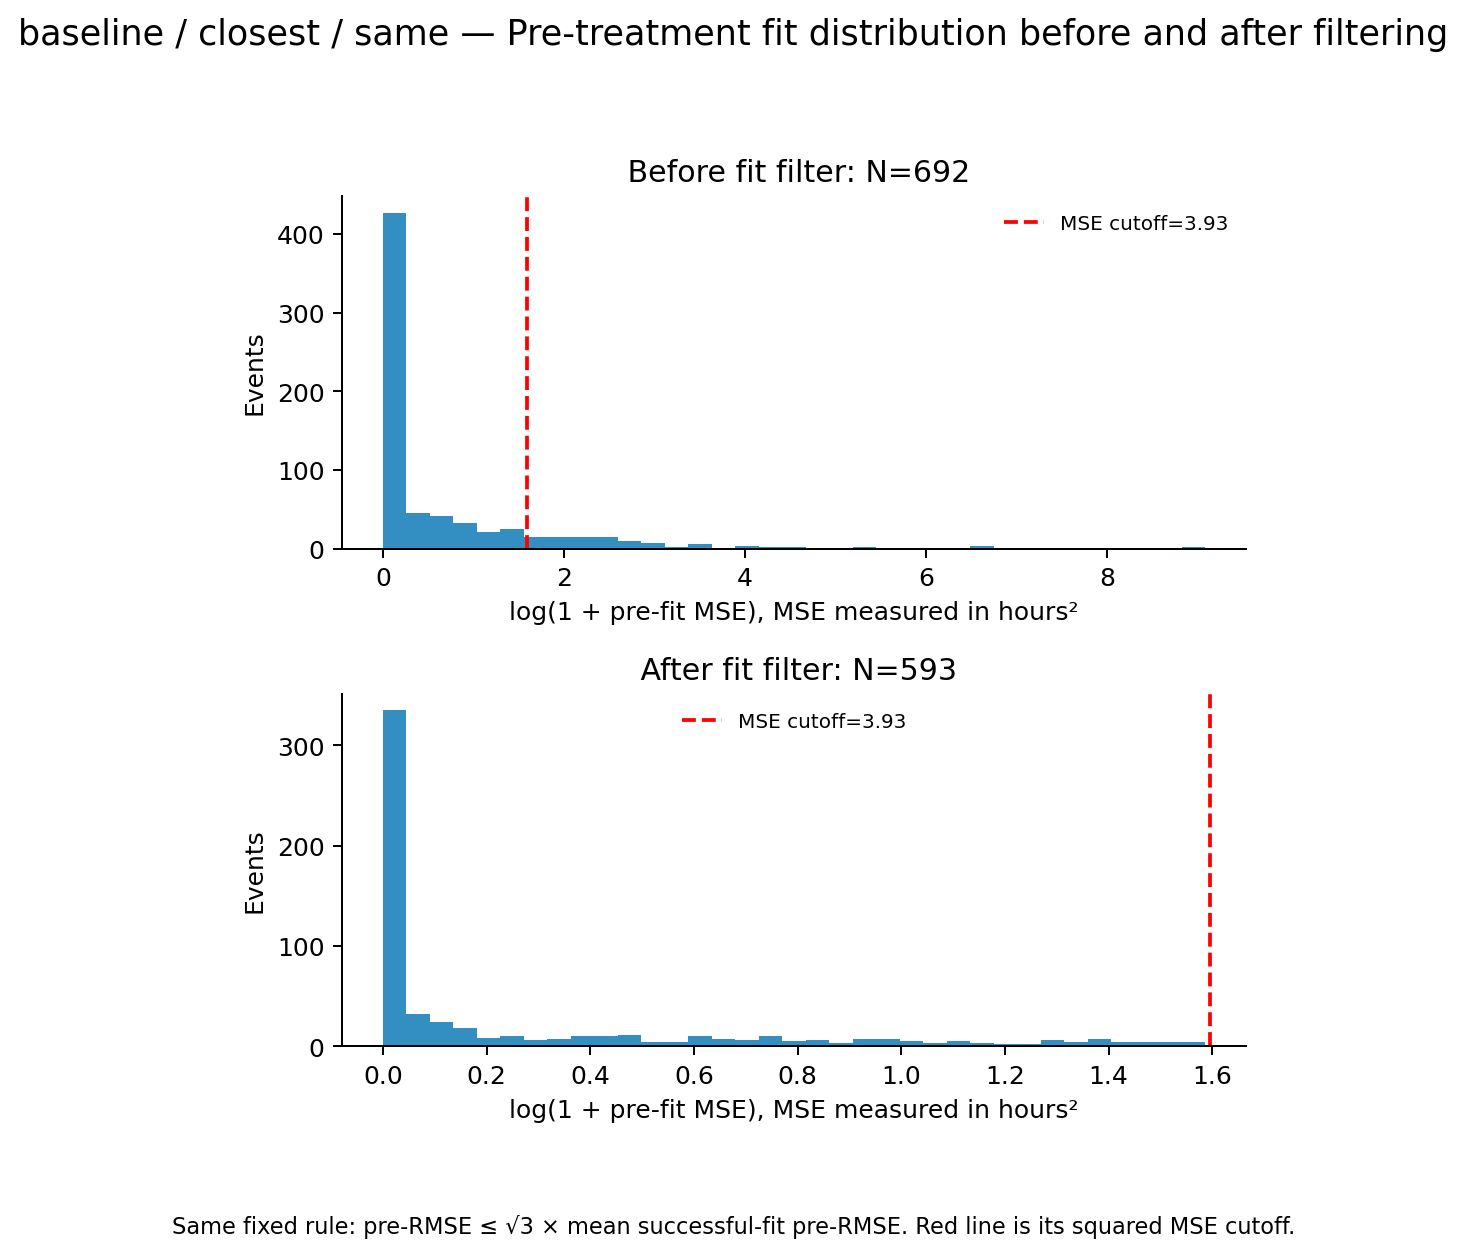 baseline / closest / same — Pre-treatment fit distribution before and after filtering
Before fit filter: N=692
MSE cutoff=3.93
Events
400
300
200
100
0
0 2 4 6 8
log(1 + pre-fit MSE), MSE measured in hours²
After fit filter: N=593
MSE cutoff=3.93
Events
300
200
100
0
0.0 0.2 0.4 0.6 0.8 1.0 1.2 1.4 1.6
log(1 + pre-fit MSE), MSE measured in hours²
Same fixed rule: pre-RMSE ≤ √3 × mean successful-fit pre-RMSE. Red line is its squared MSE cutoff.